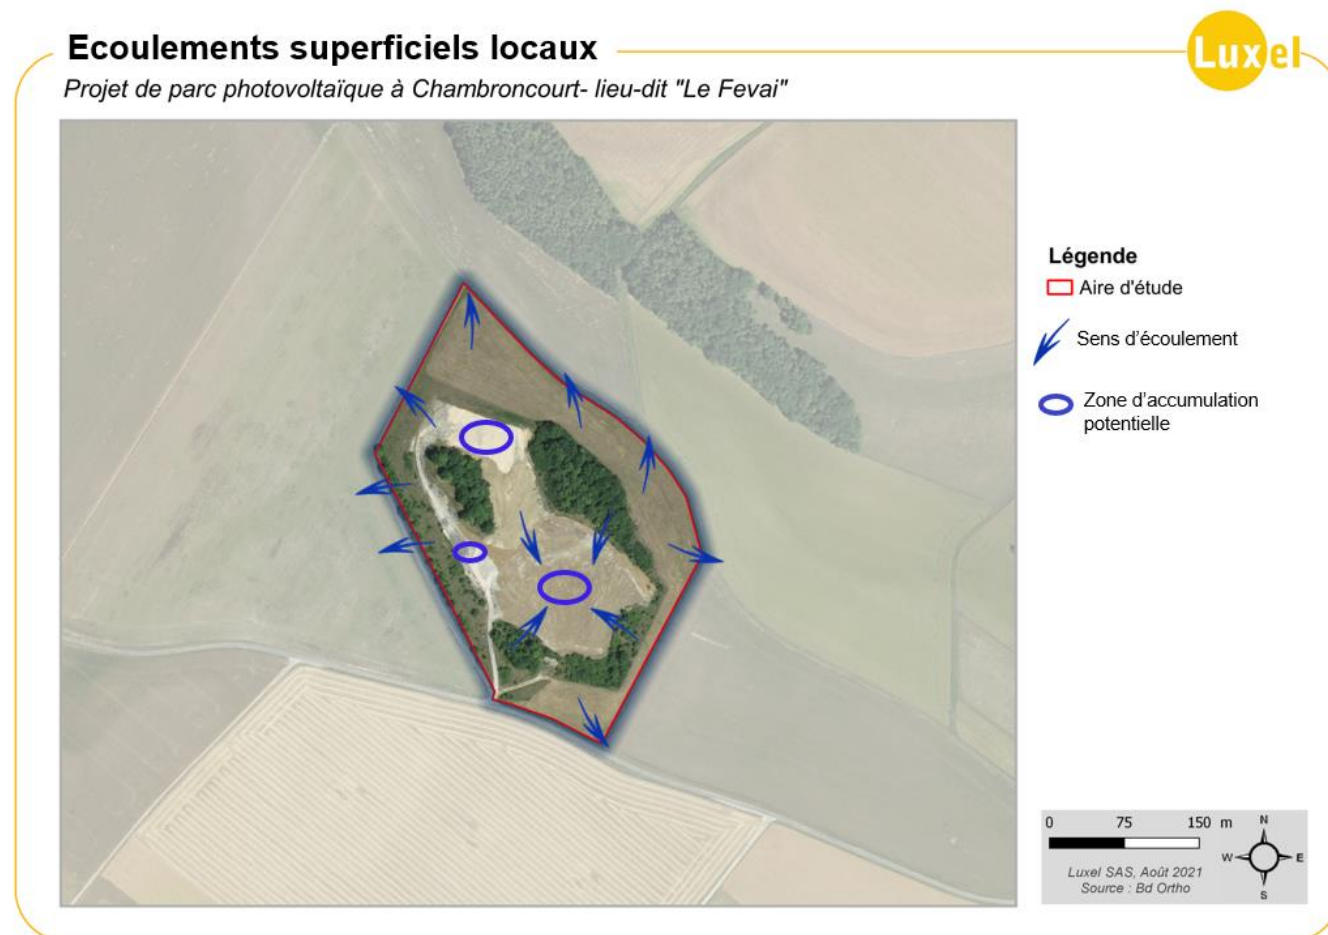 Ecoulements superficiels locaux
Luxel
Projet de parc photovoltaïque à Chambroncourt- lieu-dit "Le Fevai"
Légende
Aire d'étude
Sens d'écoulement
Zone d'accumulation
potentielle
0 75 150 m
N
W E
S
Luxel SAS, Août 2021
Source : Bd Ortho